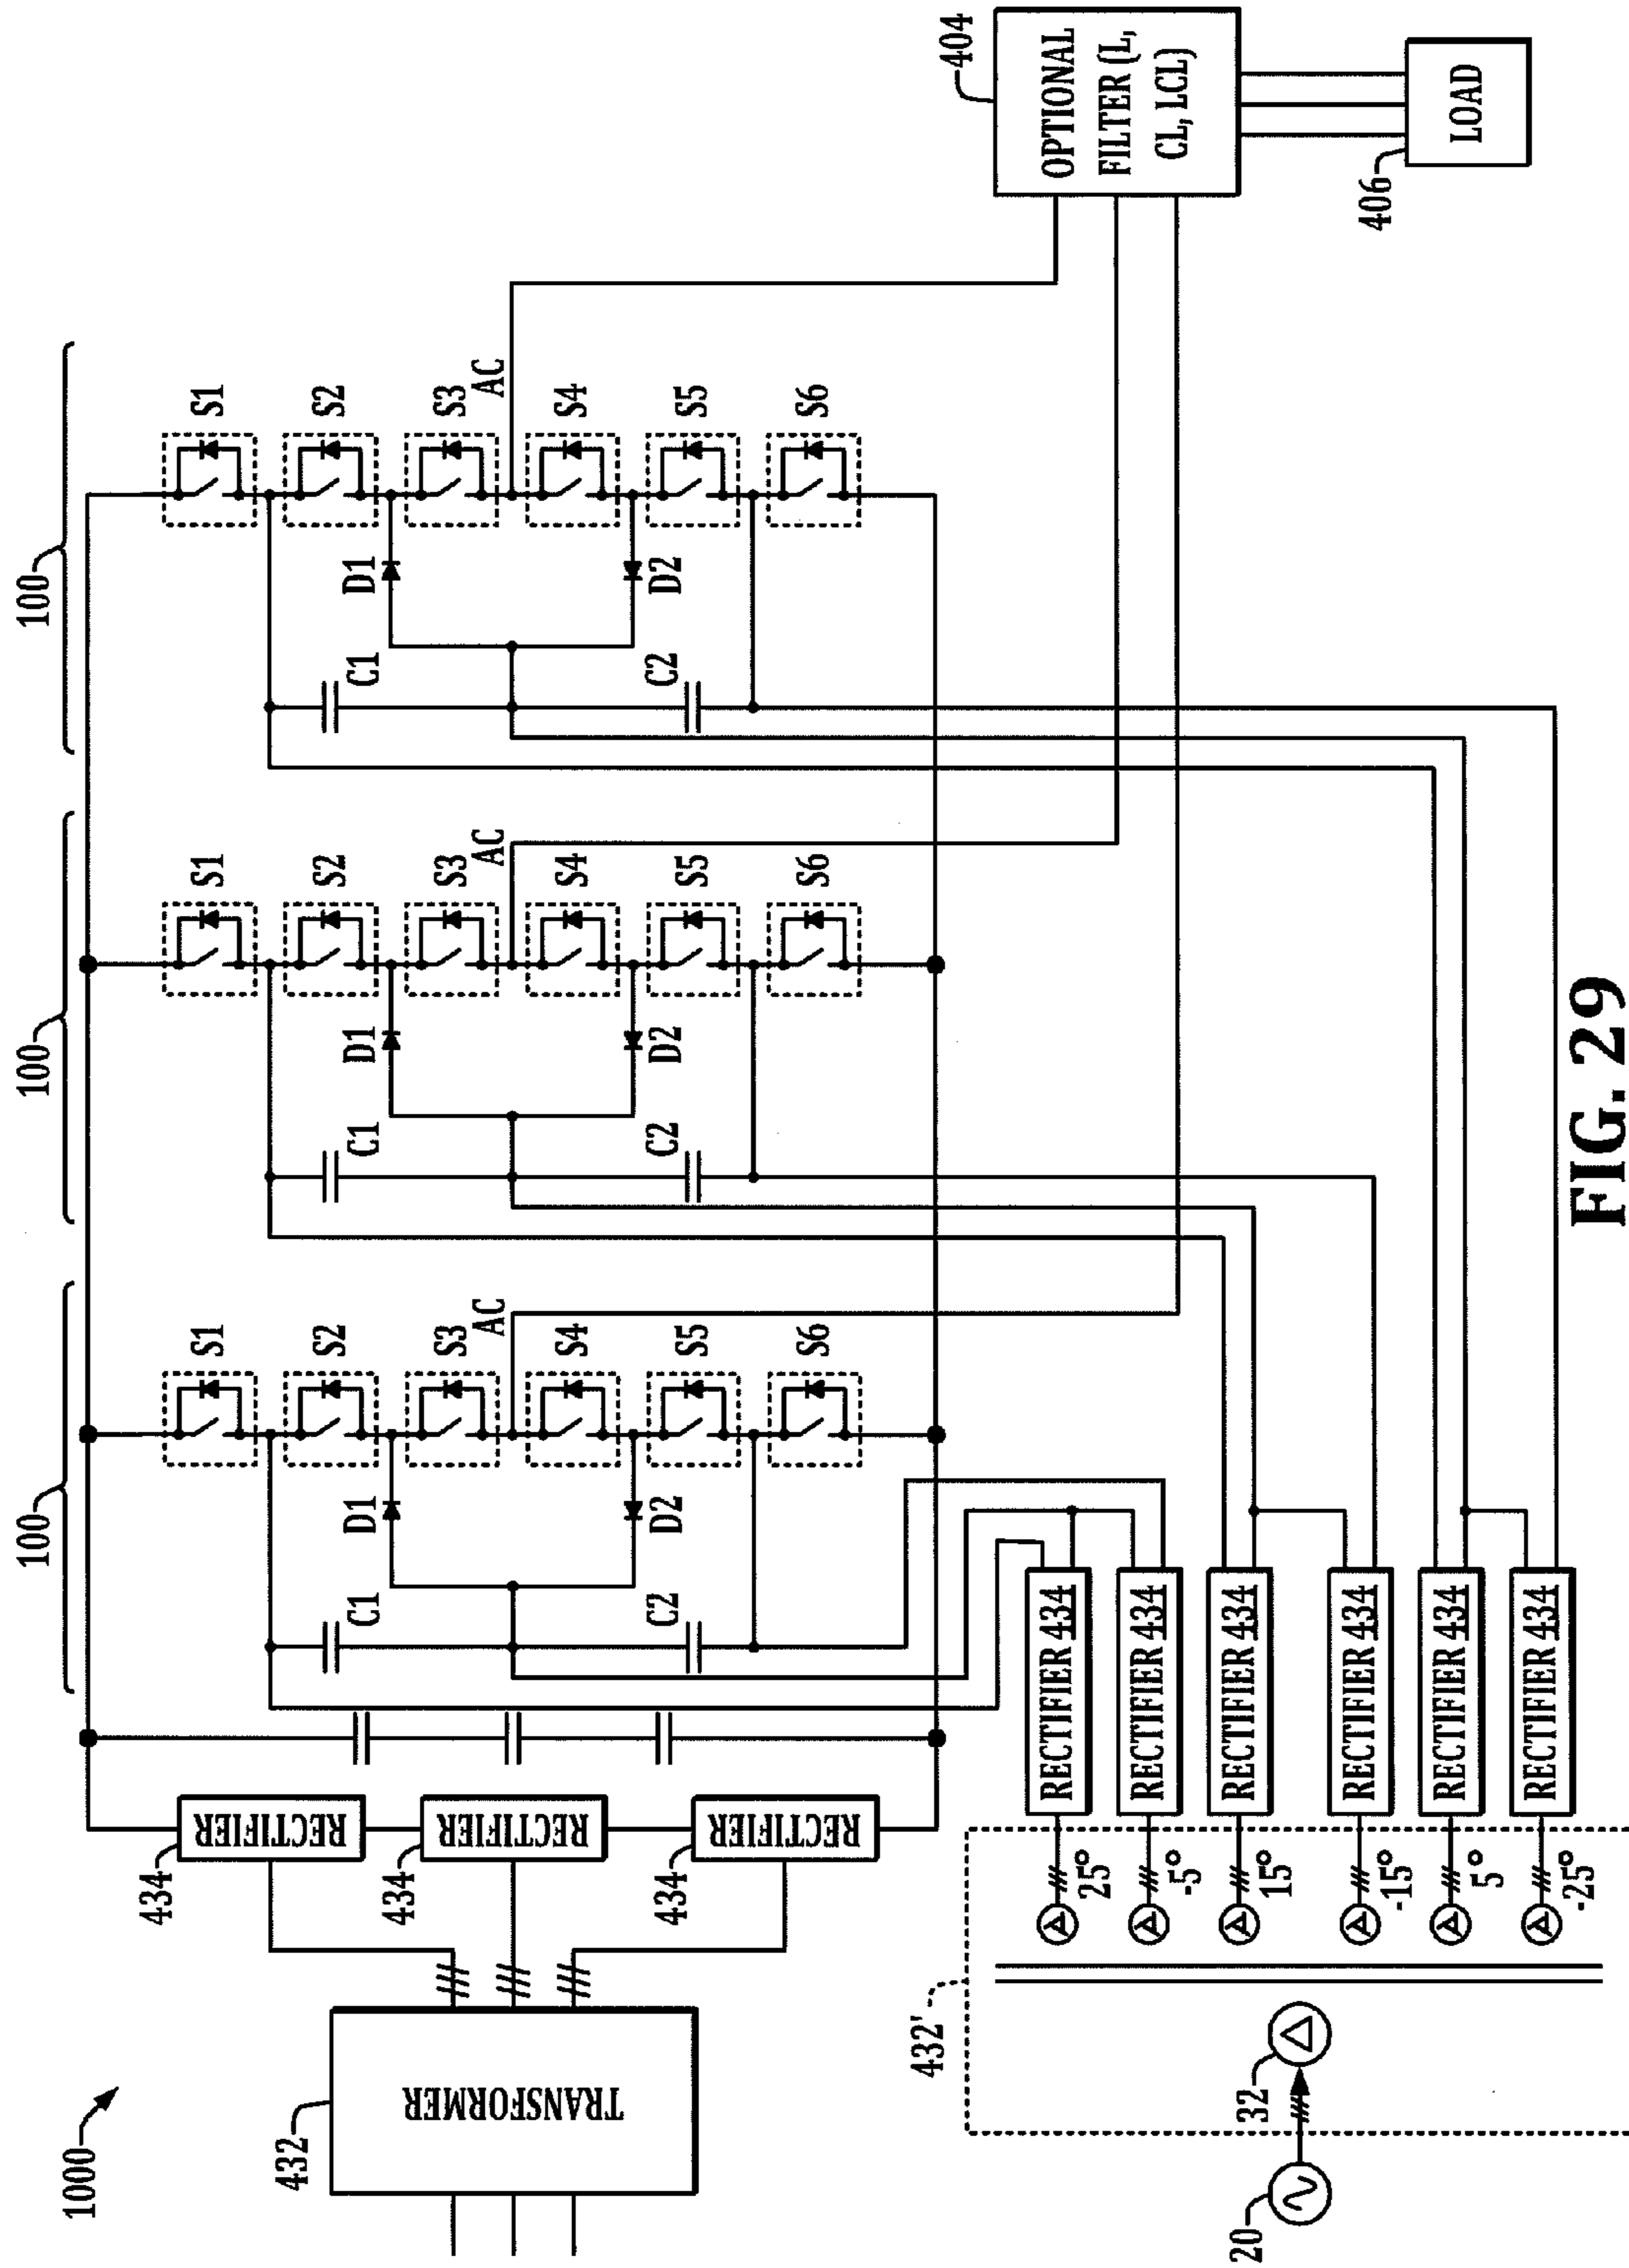 1000
432
TRANSFORMER
434
RECTIFIER
434
RECTIFIER
434
RECTIFIER
100
C1
C2
D1
D2
S1
S2
S3
AC
S4
S5
S6
100
C1
C2
D1
D2
S1
S2
S3
AC
S4
S5
S6
100
C1
C2
D1
D2
S1
S2
S3
AC
S4
S5
S6
404
OPTIONAL
FILTER (L,
CL, LCL)
406
LOAD
20
32
432'
25°
-5°
15°
-15°
5°
-25°
RECTIFIER 434
RECTIFIER 434
RECTIFIER 434
RECTIFIER 434
RECTIFIER 434
RECTIFIER 434
FIG. 29